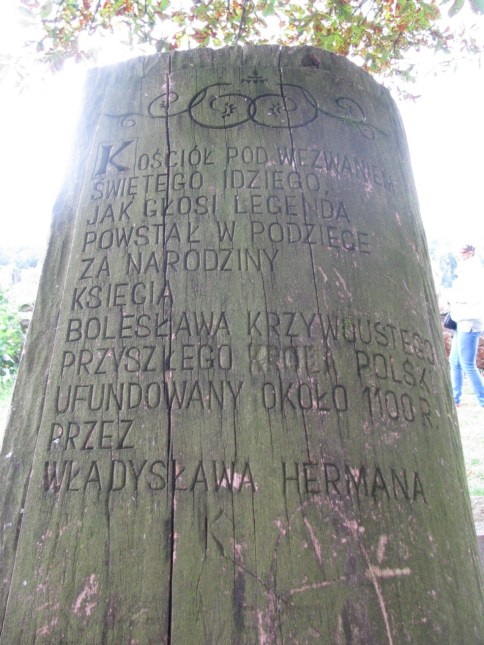 KOŚCIÓŁ POD WEZWANIEM
ŚWIĘTEGO IDZIEGO,
JAK GŁOSI LEGENDA
POWSTAŁ W PODZIĘCE
ZA NARODZINY
KSIĘCIA
BOLESŁAWA KRZYWOUSTEGO
PRZYSZŁEGO KRÓLA POLSKI
UFUNDOWANY OKOŁO 1100 R.
PRZEZ
WŁADYSŁAWA HERMANA
K